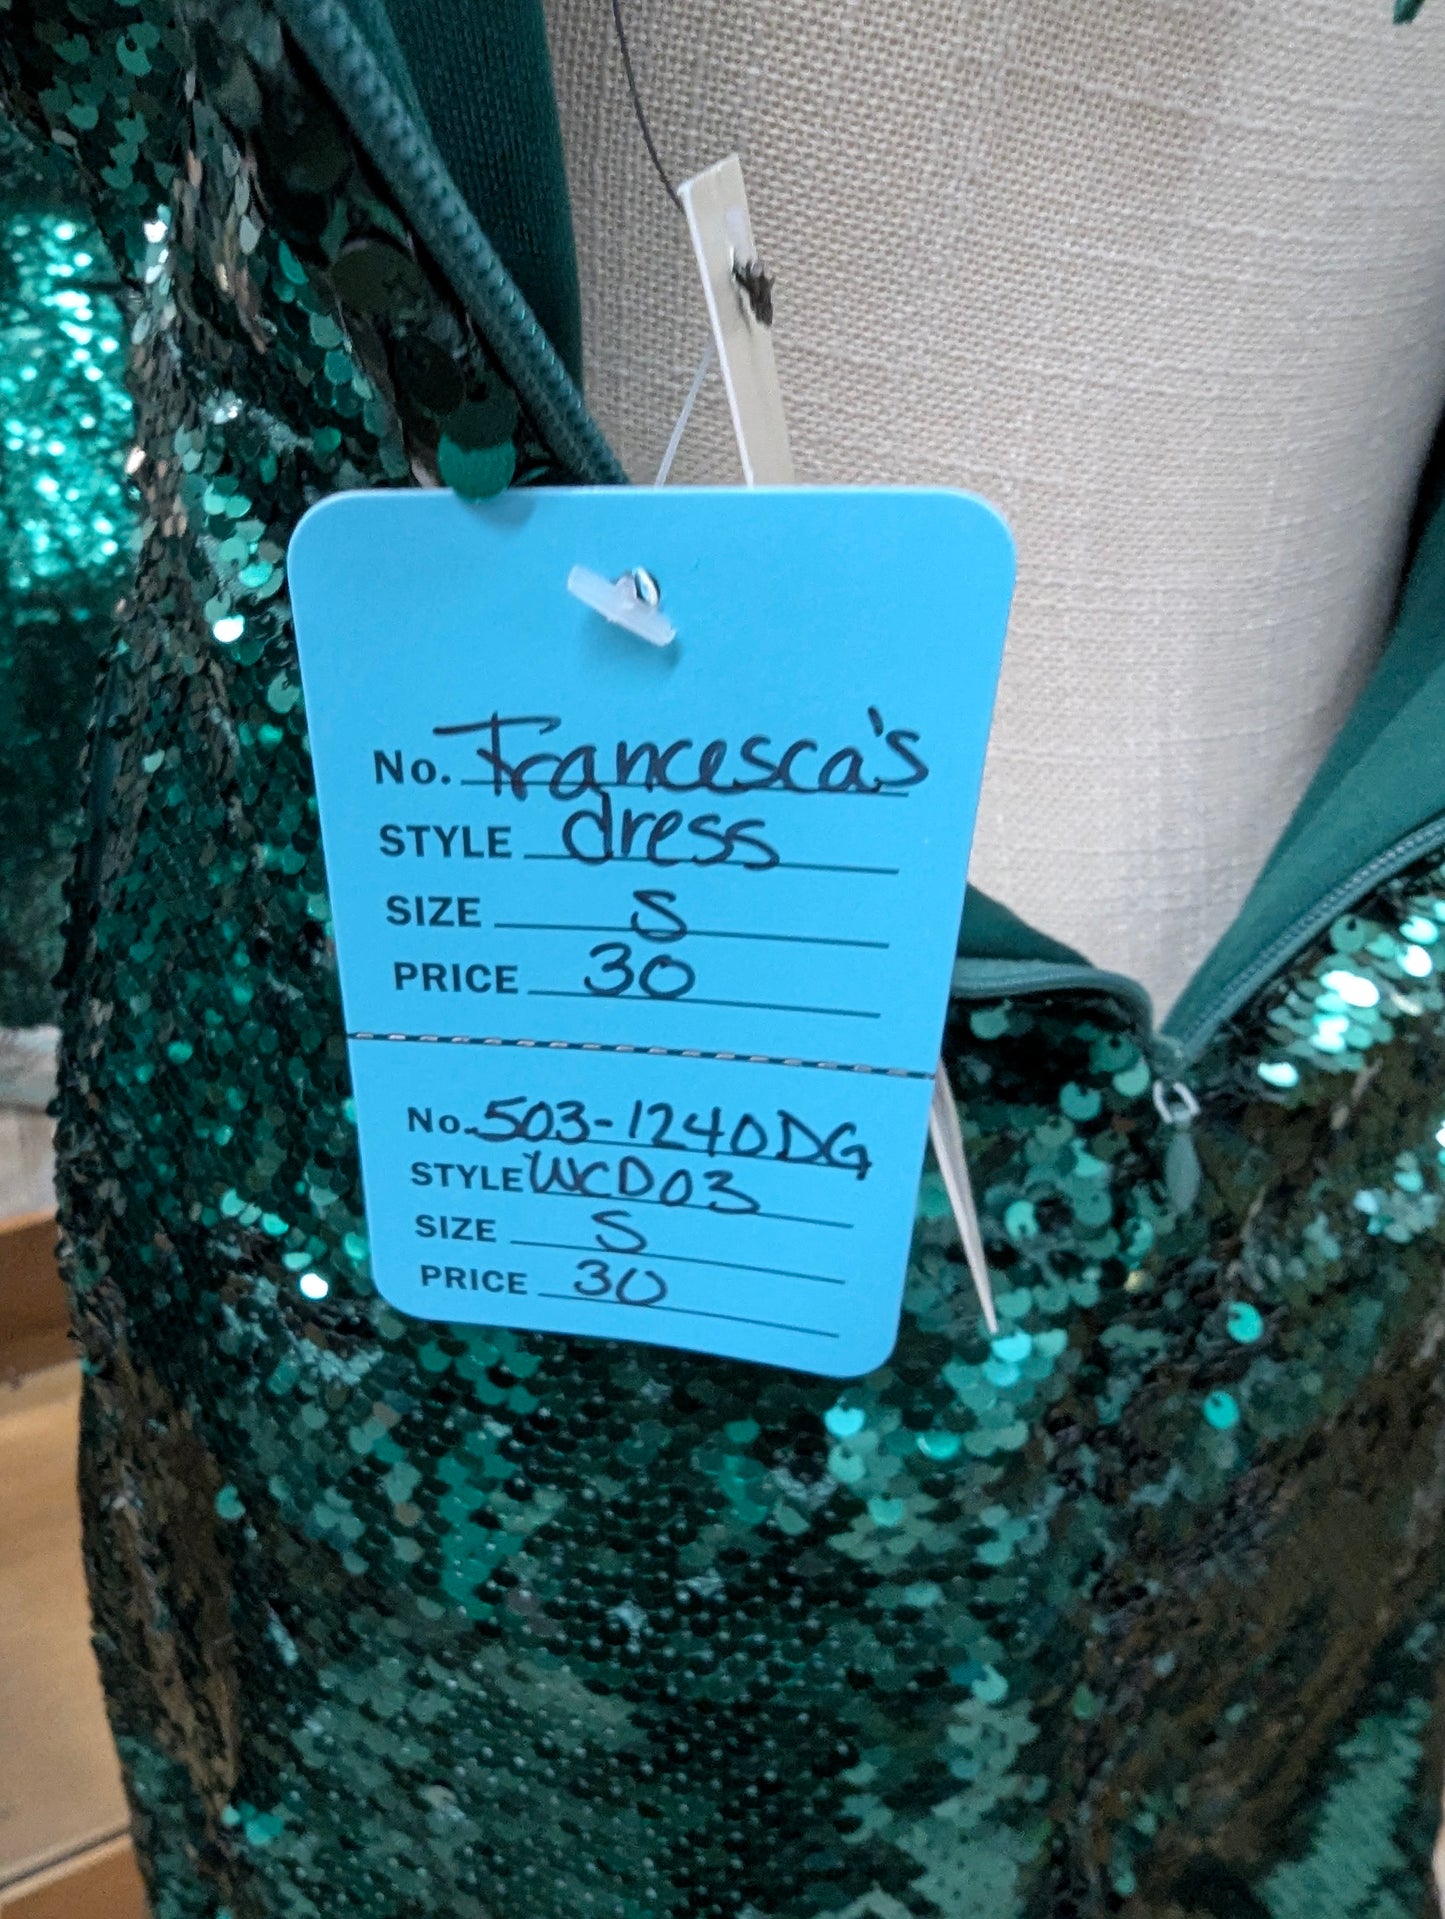 No. Francesca's
STYLE dress
SIZE S
PRICE 30
No. 503-1240DG
STYLE WCD03
SIZE S
PRICE 30